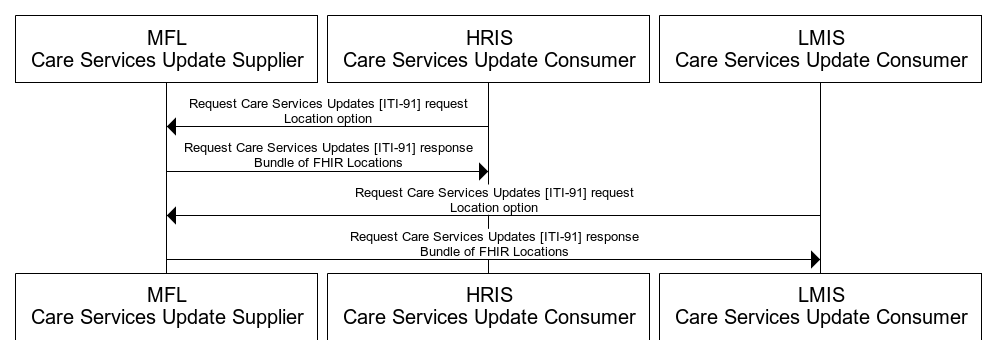 MFL
Care Services Update Supplier
HRIS
Care Services Update Consumer
LMIS
Care Services Update Consumer
Request Care Services Updates [ITI-91] request
Location option
Request Care Services Updates [ITI-91] response
Bundle of FHIR Locations
Request Care Services Updates [ITI-91] request
Location option
Request Care Services Updates [ITI-91] response
Bundle of FHIR Locations
MFL
Care Services Update Supplier
HRIS
Care Services Update Consumer
LMIS
Care Services Update Consumer